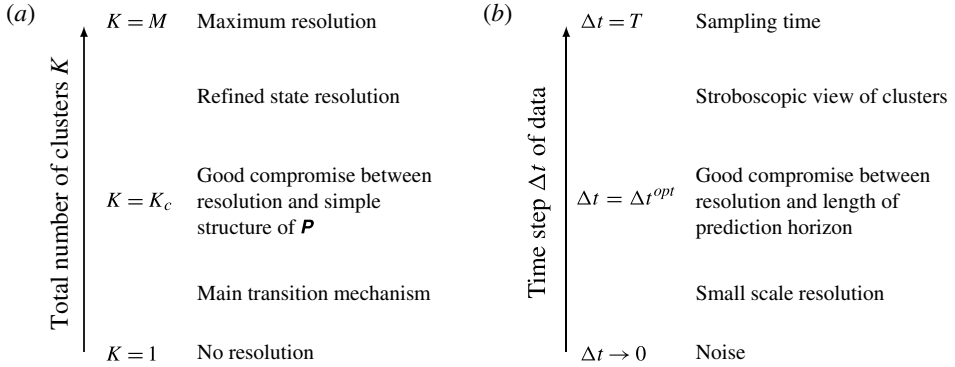 (a)
Total number of clusters K
K = M Maximum resolution
Refined state resolution
K = K_c
Good compromise between
resolution and simple
structure of P
Main transition mechanism
K = 1 No resolution
(b)
Time step Δt of data
Δt = T Sampling time
Stroboscopic view of clusters
Δt = Δt^{opt}
Good compromise between
resolution and length of
prediction horizon
Small scale resolution
Δt → 0 Noise